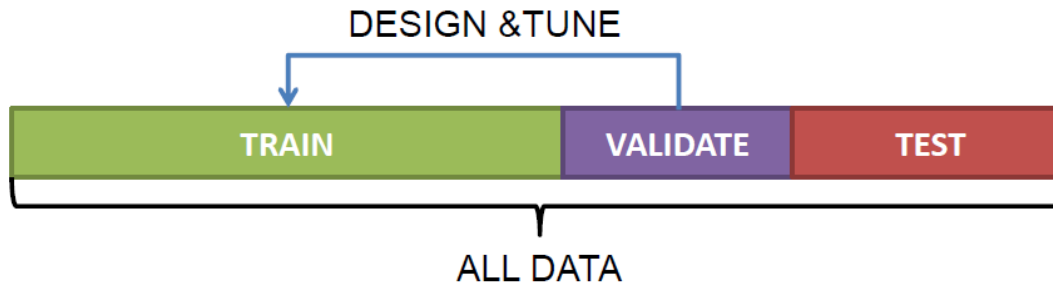 DESIGN &TUNE
TRAIN VALIDATE TEST
ALL DATA